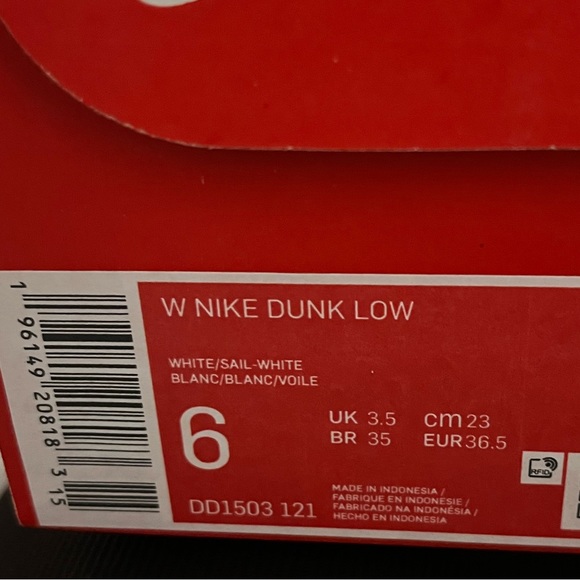 W NIKE DUNK LOW
WHITE/SAIL-WHITE
BLANC/BLANC/VOILE
6
UK 3.5 cm 23
BR 35 EUR 36.5
RFID
DD1503 121
MADE IN INDONESIA /
FABRIQUE EN INDONESIE /
FABRICADO NA INDONÉSIA /
HECHO EN INDONESIA
1 96149 20818 3 15